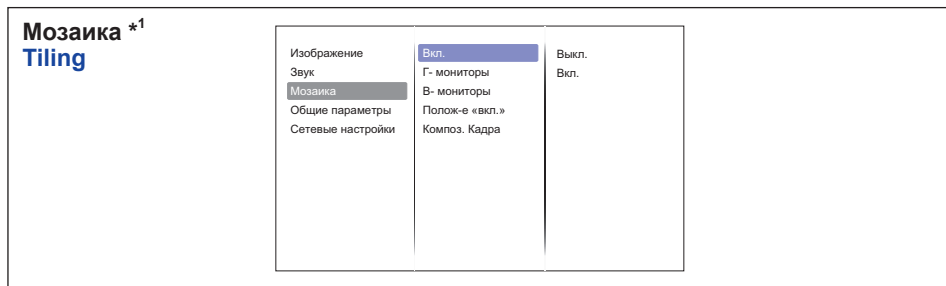 Мозаика *1
Tiling
Изображение
Звук
Мозаика
Общие параметры
Сетевые настройки
Вкл.
Г- мониторы
В- мониторы
Полож-е «вкл.»
Композ. Кадра
Выкл.
Вкл.